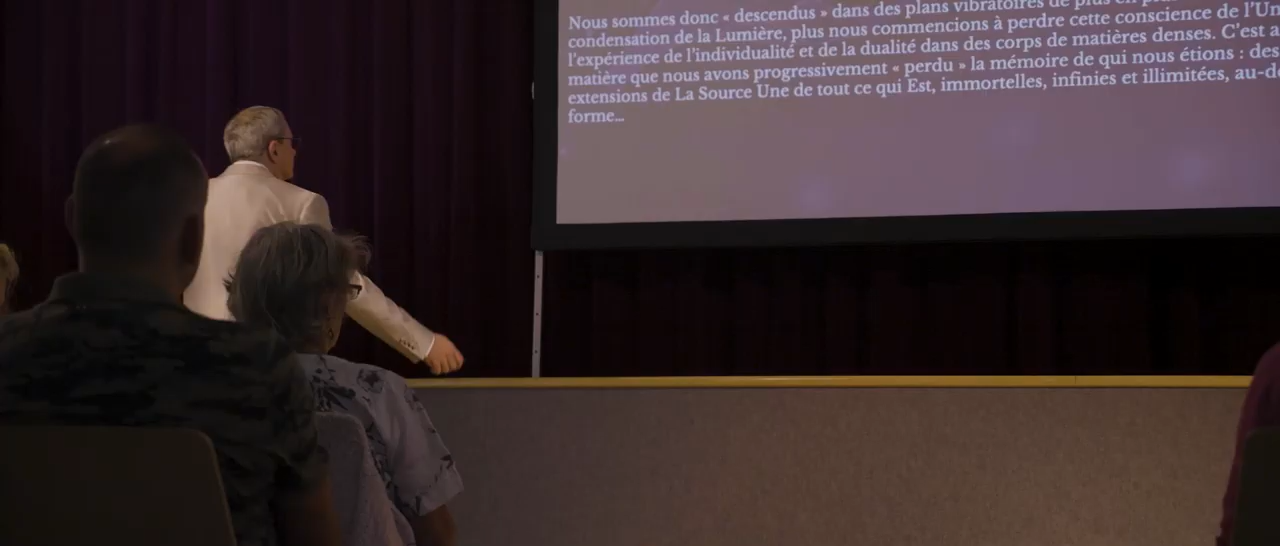 Nous sommes donc « descendus » dans des plans vibratoires de plus en
condensation de la Lumière, plus nous commencions à perdre cette conscience de l'Un
l'expérience de l'individualité et de la dualité dans des corps de matières denses. C'est
matière que nous avons progressivement « perdu » la mémoire de qui nous étions : des
extensions de La Source Une de tout ce qui Est, immortelles, infinies et illimitées,
forme...